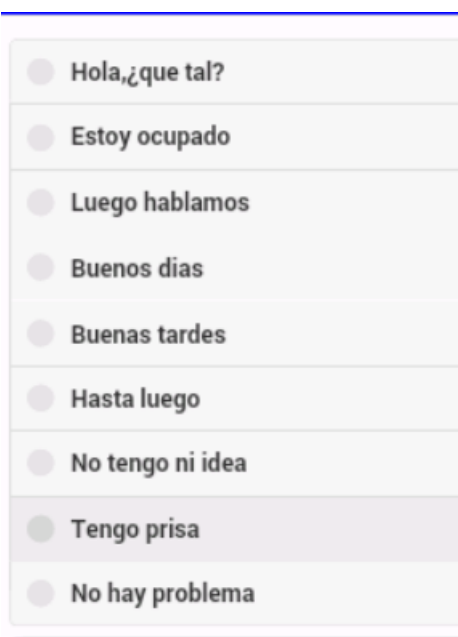 Hola,¿que tal?
Estoy ocupado
Luego hablamos
Buenos dias
Buenas tardes
Hasta luego
No tengo ni idea
Tengo prisa
No hay problema